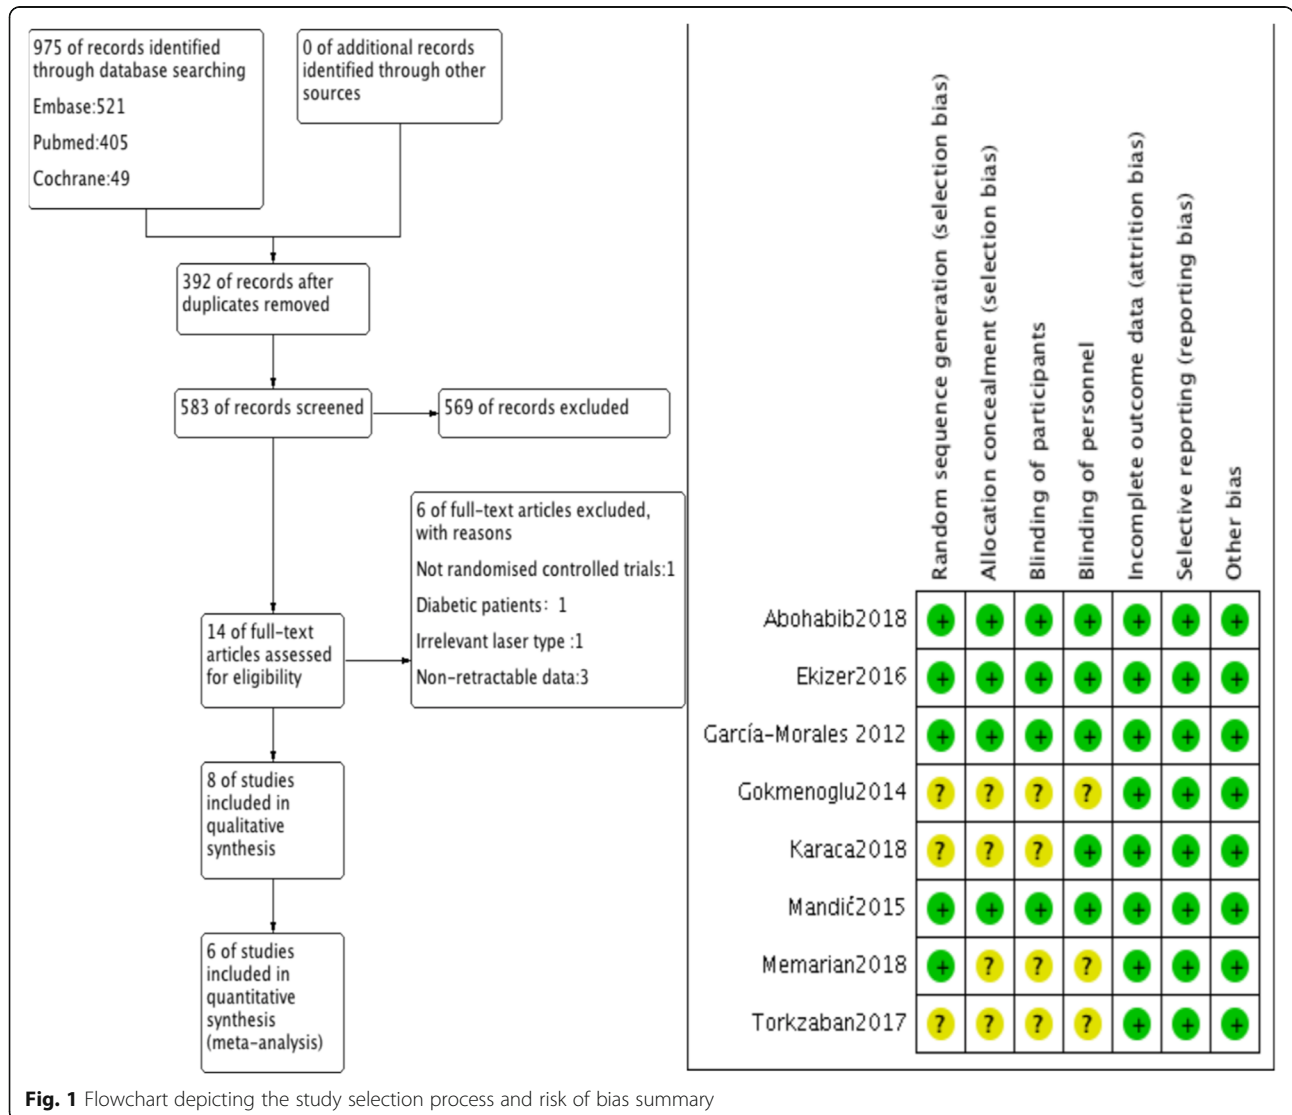 975 of records identified
through database searching
Embase:521
Pubmed:405
Cochrane:49
0 of additional records
identified through other
sources
392 of records after
duplicates removed
583 of records screened
569 of records excluded
6 of full-text articles excluded,
with reasons
Not randomised controlled trials:1
Diabetic patients: 1
Irrelevant laser type :1
Non-retractable data:3
14 of full-text
articles assessed
for eligibility
8 of studies
included in
qualitative
synthesis
6 of studies
included in
quantitative
synthesis
(meta-analysis)
Random sequence generation (selection bias)
Allocation concealment (selection bias)
Blinding of participants
Blinding of personnel
Incomplete outcome data (attrition bias)
Selective reporting (reporting bias)
Other bias
Abohabib2018 + + + + + + +
Ekizer2016 + + + + + + +
García-Morales 2012 + + + + + + +
Gokmenoglu2014 ? ? ? ? + + +
Karaca2018 ? ? ? + + + +
Mandić2015 + + + + + + +
Memarian2018 + ? ? ? + + +
Torkzaban2017 ? ? ? ? + + +
Fig. 1 Flowchart depicting the study selection process and risk of bias summary